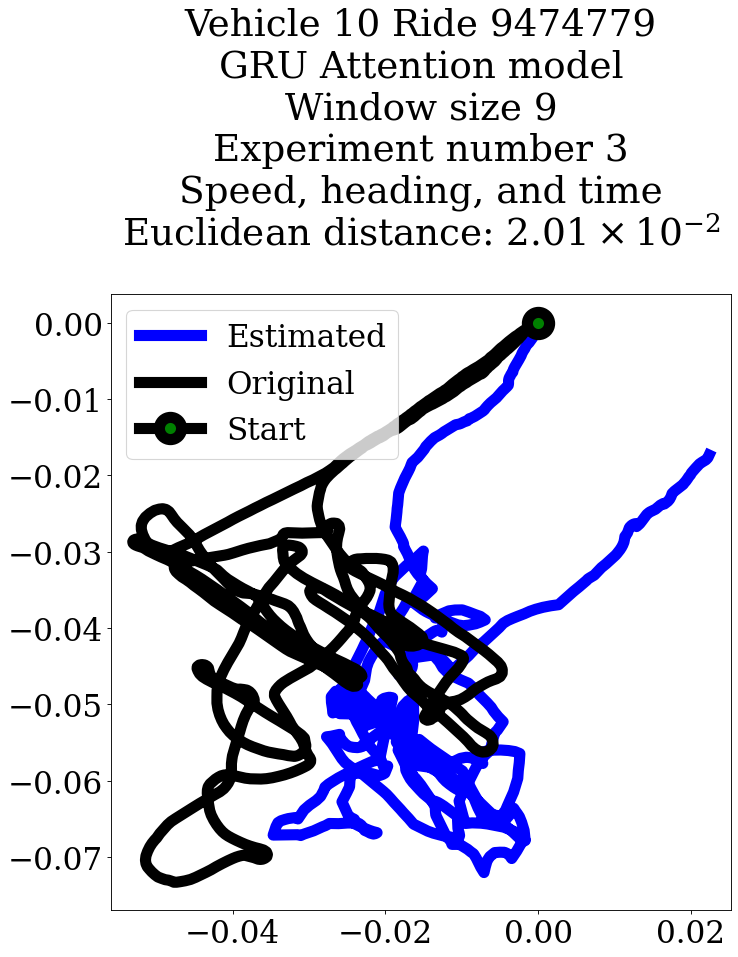 Vehicle 10 Ride 9474779
GRU Attention model
Window size 9
Experiment number 3
Speed, heading, and time
Euclidean distance: 2.01 × 10⁻²
Estimated
Original
Start
0.00
−0.01
−0.02
−0.03
−0.04
−0.05
−0.06
−0.07
−0.04 −0.02 0.00 0.02